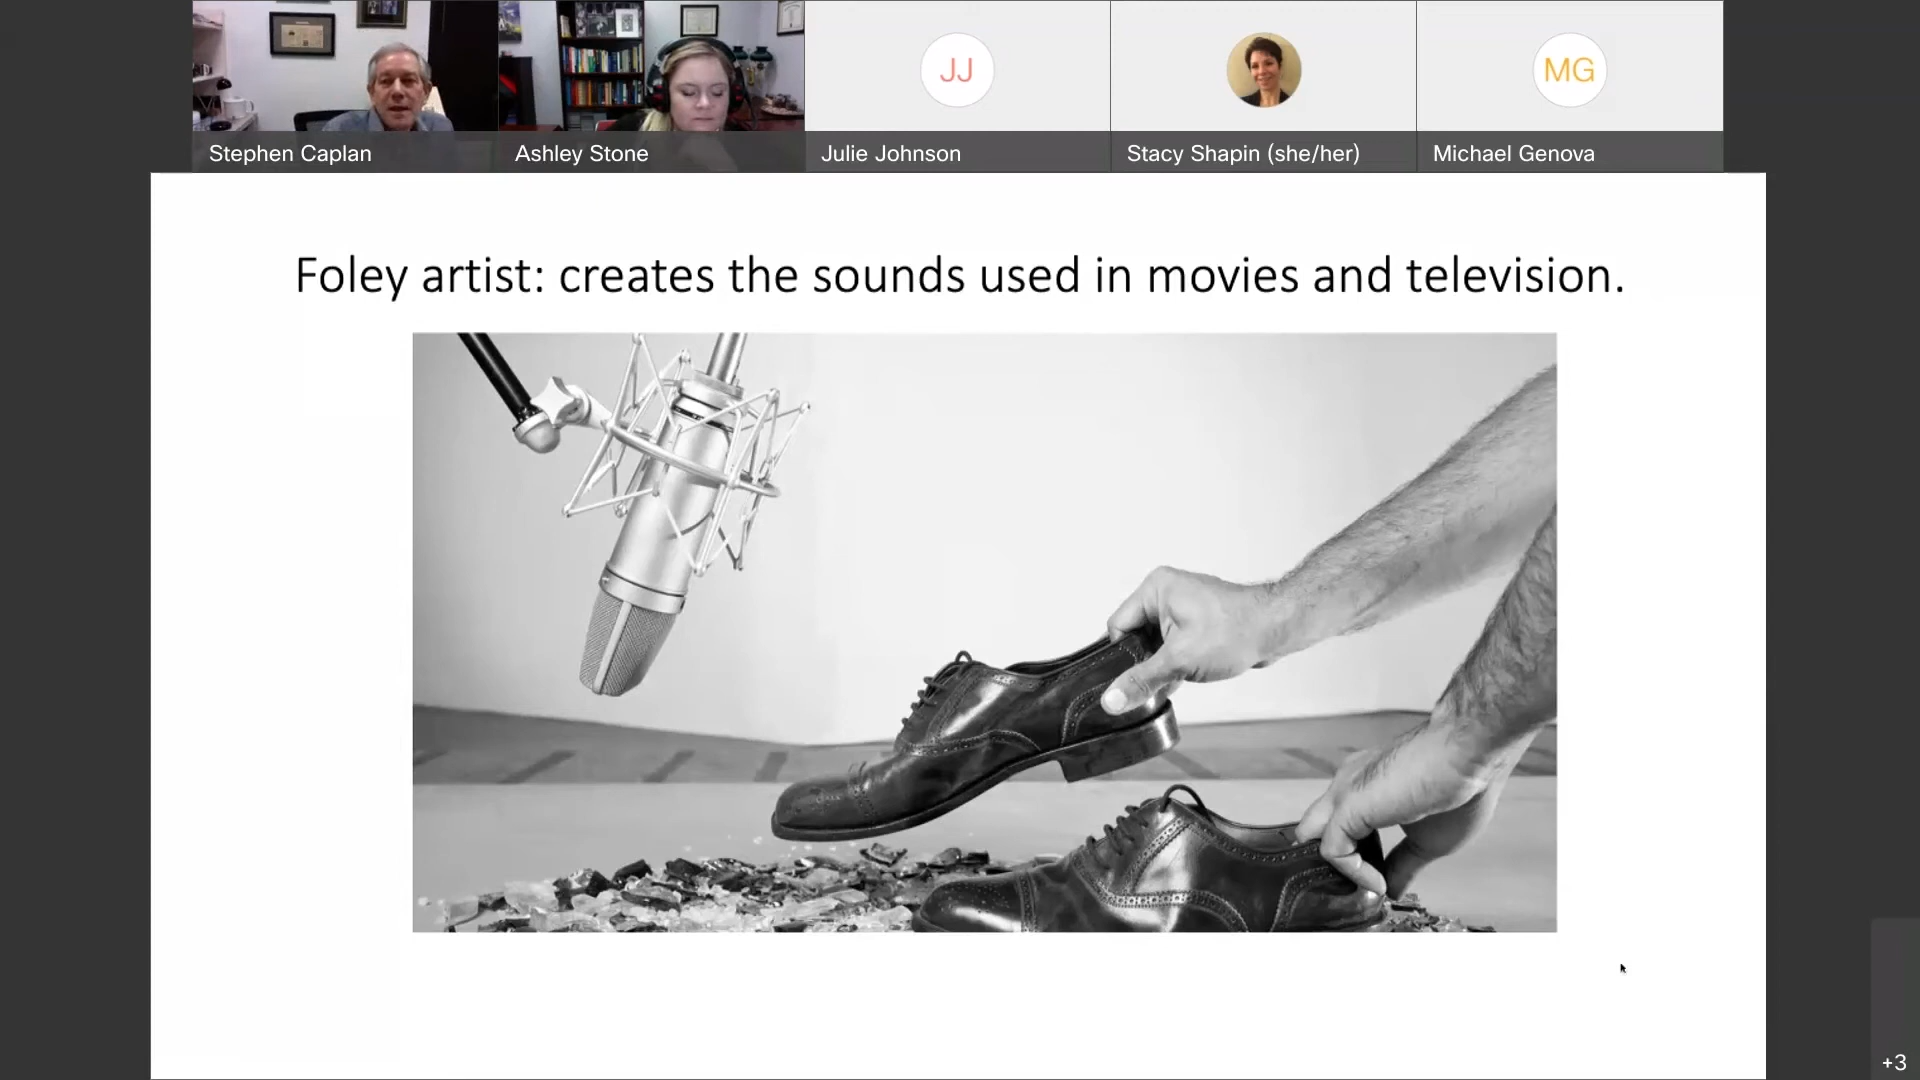 JJ
MG
Stephen Caplan
Ashley Stone
Julie Johnson
Stacy Shapin (she/her)
Michael Genova
Foley artist: creates the sounds used in movies and television.
+3